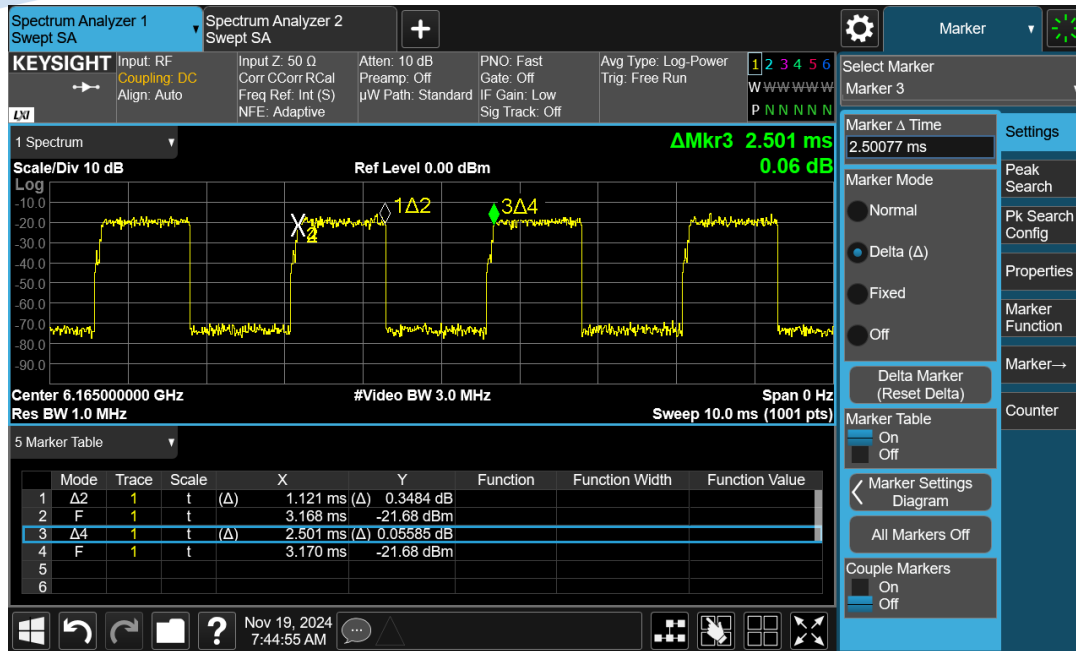 Spectrum Analyzer 1
Swept SA
Spectrum Analyzer 2
Swept SA
+
Marker
KEYSIGHT
LXI
Input: RF
Coupling: DC
Align: Auto
Input Z: 50 Ω
Corr CCorr RCal
Freq Ref: Int (S)
NFE: Adaptive
Atten: 10 dB
Preamp: Off
µW Path: Standard
PNO: Fast
Gate: Off
IF Gain: Low
Sig Track: Off
Avg Type: Log-Power
Trig: Free Run
1 2 3 4 5 6
W W W W W W
P N N N N N
Select Marker
Marker 3
1 Spectrum
ΔMkr3 2.501 ms
0.06 dB
Scale/Div 10 dB
Ref Level 0.00 dBm
Log
-10.0
-20.0
-30.0
-40.0
-50.0
-60.0
-70.0
-80.0
-90.0
1Δ2
3Δ4
2
Center 6.165000000 GHz
#Video BW 3.0 MHz
Span 0 Hz
Res BW 1.0 MHz
Sweep 10.0 ms (1001 pts)
5 Marker Table
Mode Trace Scale X Y Function Function Width Function Value
1 Δ2 1 t (Δ) 1.121 ms (Δ) 0.3484 dB
2 F 1 t 3.168 ms -21.68 dBm
3 Δ4 1 t (Δ) 2.501 ms (Δ) 0.05585 dB
4 F 1 t 3.170 ms -21.68 dBm
5
6
Marker Δ Time
2.50077 ms
Marker Mode
Normal
Delta (Δ)
Fixed
Off
Delta Marker
(Reset Delta)
Marker Table
On
Off
Marker Settings
Diagram
All Markers Off
Couple Markers
On
Off
Settings
Peak
Search
Pk Search
Config
Properties
Marker
Function
Marker→
Counter
?
Nov 19, 2024
7:44:55 AM